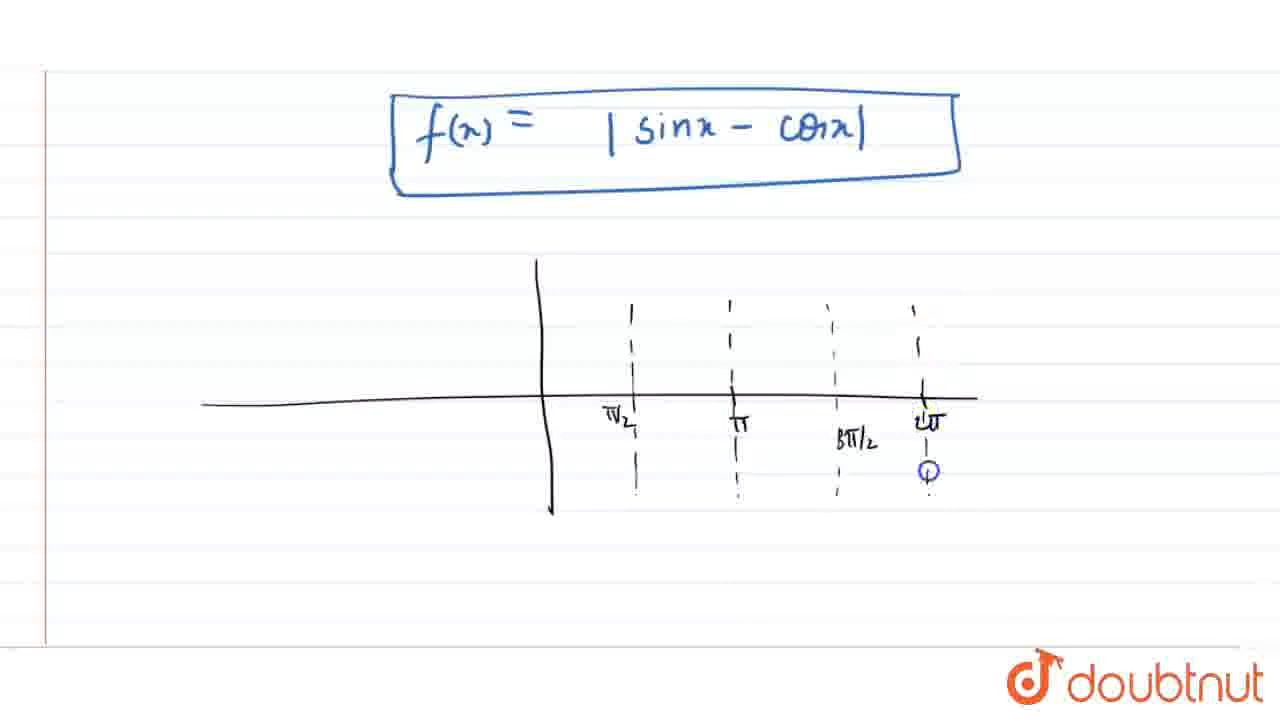 f(x) = | sinx - cosx|
π/2 π 3π/2 2π
doubtnut